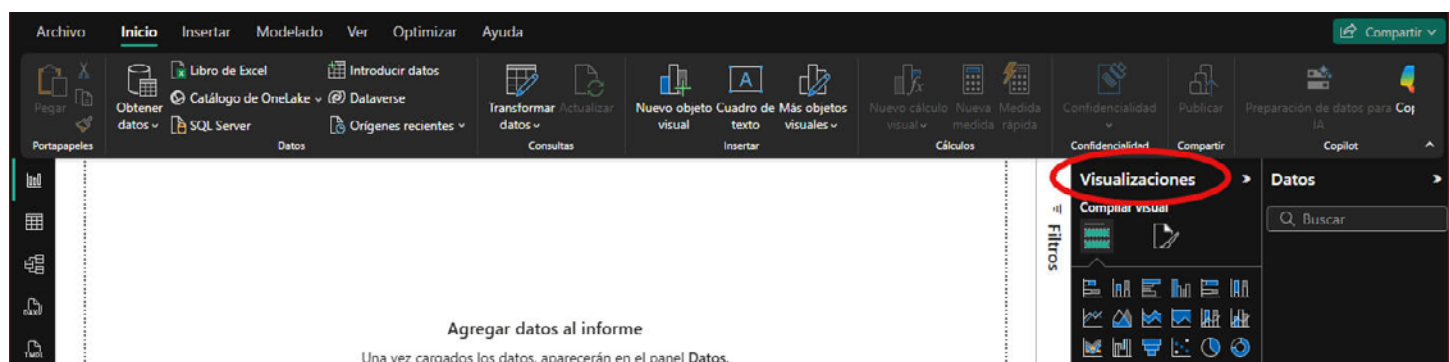 Archivo Inicio Insertar Modelado Ver Optimizar Ayuda Compartir
Pegar
Portapapeles
Obtener datos
Libro de Excel
Catálogo de OneLake
SQL Server
Introducir datos
Dataverse
Orígenes recientes
Datos
Transformar datos
Actualizar
Consultas
Nuevo objeto visual
Cuadro de texto
Más objetos visuales
Insertar
Nuevo cálculo visual
Nueva medida
Medida rápida
Cálculos
Confidencialidad
Confidencialidad
Publicar
Compartir
Preparación de datos para IA
Cop
Copilot
Filtros
Visualizaciones
Compilar visual
Datos
Buscar
Agregar datos al informe
Una vez cargados los datos, aparecerán en el panel Datos.